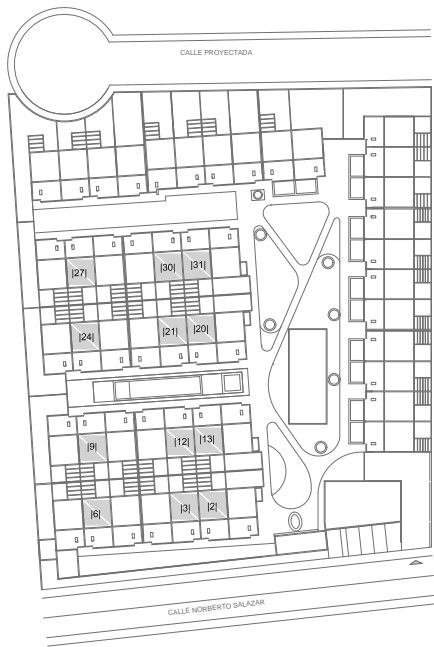 CALLE PROYECTADA
|27| |30| |31|
|24| |21| |20|
|9| |12| |13|
|6| |3| |2|
CALLE NORBERTO SALAZAR